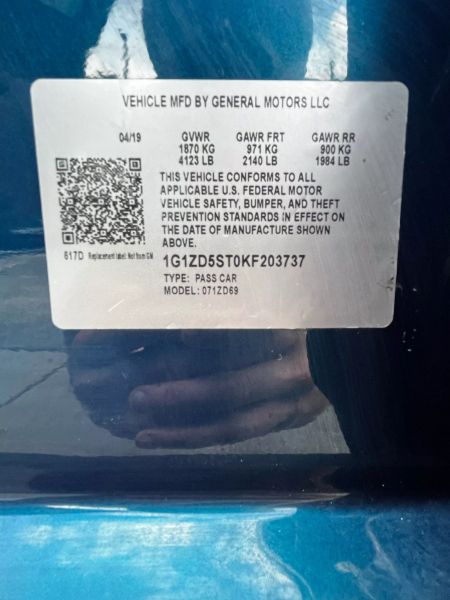 VEHICLE MFD BY GENERAL MOTORS LLC
04/19 GVWR GAWR FRT GAWR RR
1870 KG 971 KG 900 KG
4123 LB 2140 LB 1984 LB
THIS VEHICLE CONFORMS TO ALL
APPLICABLE U.S. FEDERAL MOTOR
VEHICLE SAFETY, BUMPER, AND THEFT
PREVENTION STANDARDS IN EFFECT ON
THE DATE OF MANUFACTURE SHOWN
ABOVE.
617D Replacement label: Not from GM
1G1ZD5ST0KF203737
TYPE: PASS CAR
MODEL: 071ZD69